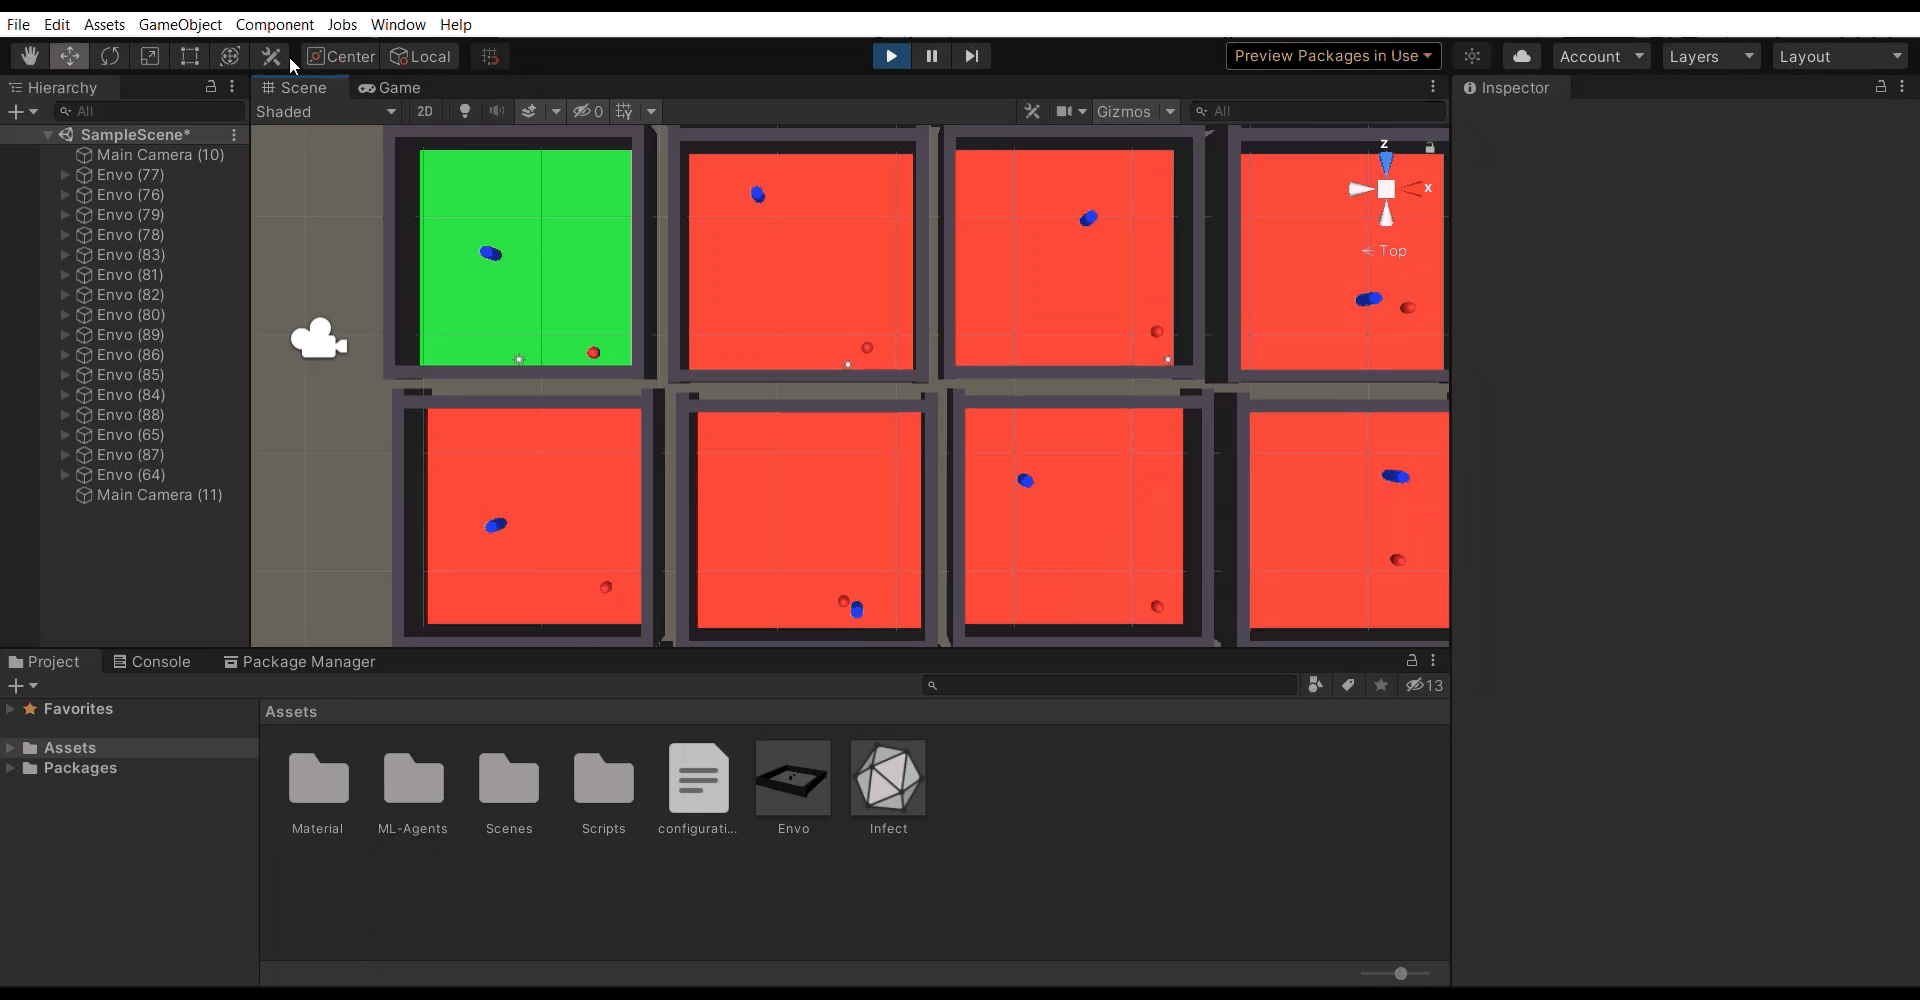 File Edit Assets GameObject Component Jobs Window Help
Center Local Preview Packages in Use Account Layers Layout
Hierarchy Scene Game Inspector
All Shaded 2D 0 Gizmos All
SampleScene*
Main Camera (10)
Envo (77)
Envo (76)
Envo (79)
Envo (78)
Envo (83)
Envo (81)
Envo (82)
Envo (80)
Envo (89)
Envo (86)
Envo (85)
Envo (84)
Envo (88)
Envo (65)
Envo (87)
Envo (64)
Main Camera (11)
z
x
Top
Project Console Package Manager
13
Favorites
Assets
Packages
Assets
Material ML-Agents Scenes Scripts configurati... Envo Infect